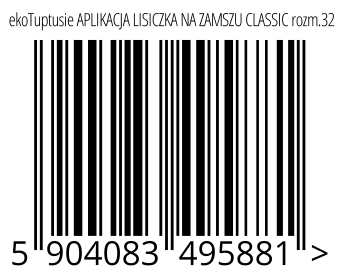 ekoTuptusie APLIKACJA LISICZKA NA ZAMSZU CLASSIC rozm.32
5 904083 495881 >